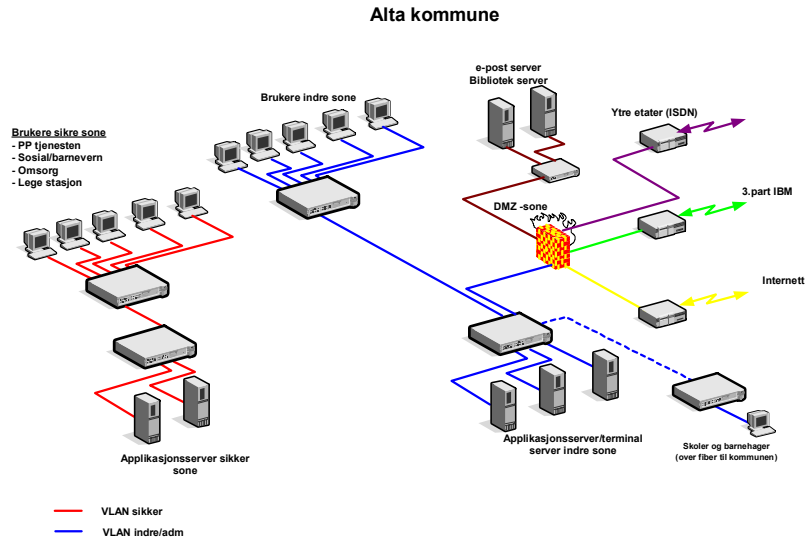 Alta kommune
e-post server
Bibliotek server
Brukere indre sone
Ytre etater (ISDN)
Brukere sikre sone
- PP tjenesten
- Sosial/barnevern
- Omsorg
- Lege stasjon
3.part IBM
DMZ -sone
Internett
Applikasjonsserver/terminal
server indre sone
Skoler og barnehager
(over fiber til kommunen)
Applikasjonsserver sikker
sone
VLAN sikker
VLAN indre/adm